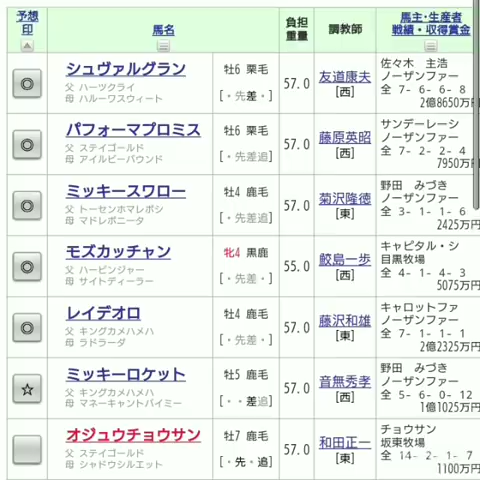 予想
印
馬名
負担
重量
調教師
馬主・生産者
戦績・収得賞金
◎
シュヴァルグラン
父 ハーツクライ
母 ハルーワスウィート
牡6 栗毛
[・先差・]
57.0
友道康夫
[西]
佐々木 主浩
ノーザンファー
全 7- 6- 6- 8
2億8650万円
◎
パフォーマプロミス
父 ステイゴールド
母 アイルビーバウンド
牡6 栗毛
[・先差追]
57.0
藤原英昭
[西]
サンデーレーシ
ノーザンファー
全 7- 2- 2- 4
7950万円
◎
ミッキースワロー
父 トーセンホマレボシ
母 マドレボニータ
牡4 鹿毛
[・先差追]
57.0
菊沢隆徳
[東]
野田 みづき
ノーザンファー
全 3- 1- 1- 6
2425万円
◎
モズカッチャン
父 ハービンジャー
母 サイトディーラー
牝4 黒鹿
[・先差・]
55.0
鮫島一歩
[西]
キャピタル・シ
目黒牧場
全 4- 1- 4- 3
5075万円
◎
レイデオロ
父 キングカメハメハ
母 ラドラーダ
牡4 鹿毛
[・先差・]
57.0
藤沢和雄
[東]
キャロットファ
ノーザンファー
全 7- 1- 1- 1
2億2325万円
☆
ミッキーロケット
父 キングカメハメハ
母 マネーキャントバイミー
牡5 鹿毛
[・・差追]
57.0
音無秀孝
[西]
野田 みづき
ノーザンファー
全 5- 6- 0- 12
1億1025万円
オジュウチョウサン
父 ステイゴールド
母 シャドウシルエット
牡7 鹿毛
[・先・追]
57.0
和田正一
[東]
チョウサン
坂東牧場
全 14- 2- 1- 7
1100万円